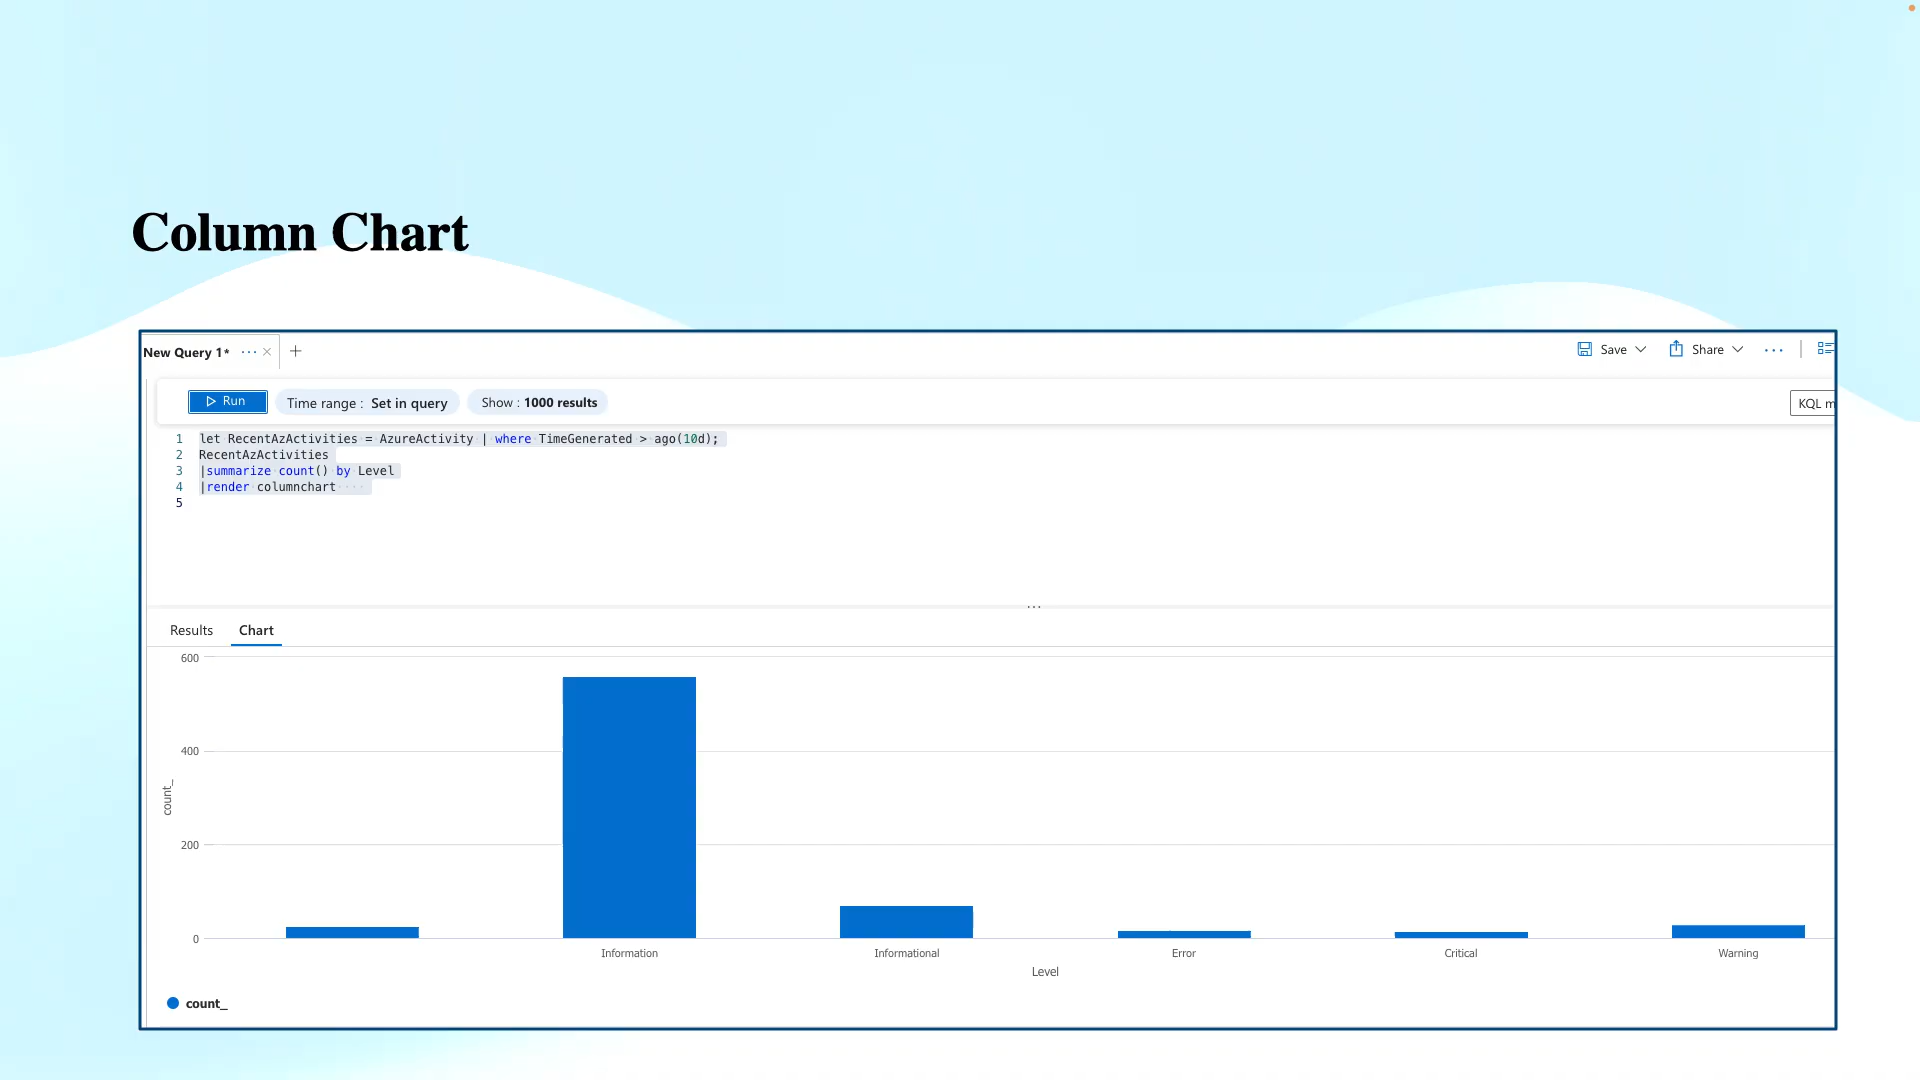 Column Chart
New Query 1*
Save
Share
Run
Time range : Set in query
Show : 1000 results
KQL m
1 let RecentAzActivities = AzureActivity | where TimeGenerated > ago(10d);
2 RecentAzActivities
3 |summarize count() by Level
4 |render columnchart
5
Results
Chart
600
400
200
0
count_
Information
Informational
Error
Critical
Warning
Level
count_